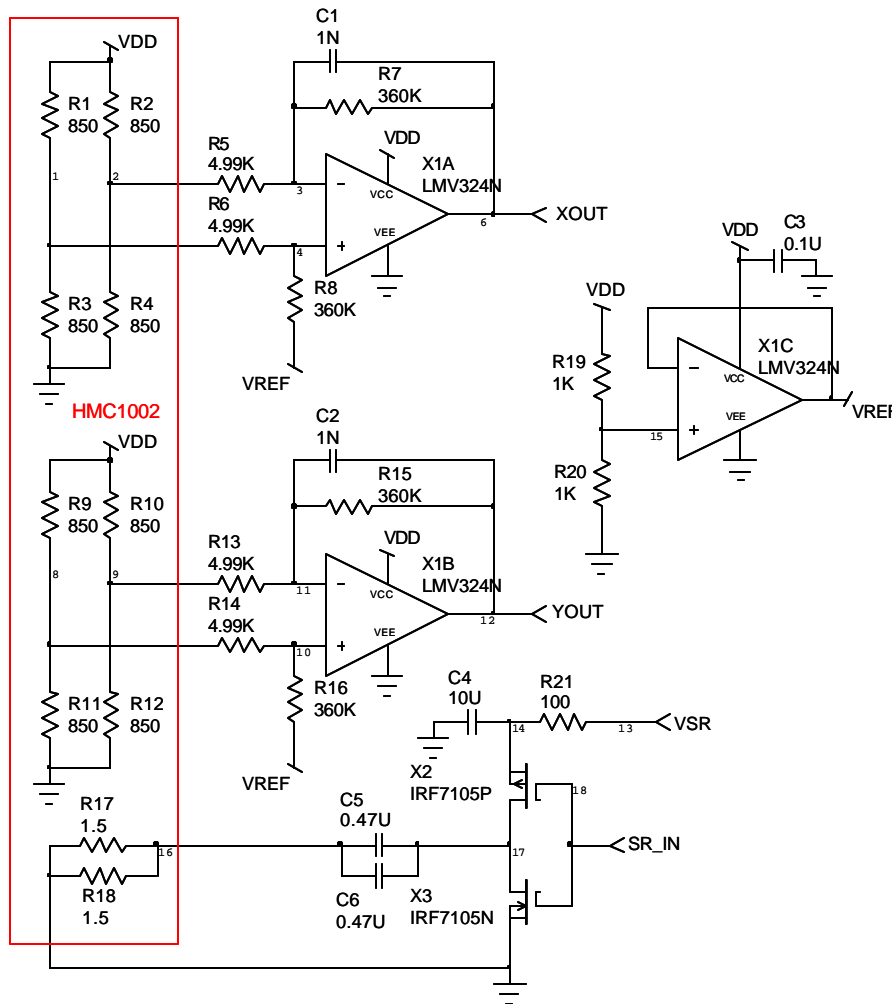 C1
1N
VDD
R1
850
R2
850
R7
360K
VDD
R5
4.99K
X1A
LMV324N
1
2
3
VCC
R6
4.99K
6
XOUT
VEE
4
VDD
C3
0.1U
R3
850
R4
850
R8
360K
VDD
VREF
R19
1K
X1C
LMV324N
VCC
VREF
15
VEE
HMC1002
C2
1N
VDD
R20
1K
R9
850
R10
850
R15
360K
VDD
R13
4.99K
X1B
LMV324N
8
9
11
VCC
R14
4.99K
12
YOUT
VEE
10
R11
850
R12
850
R16
360K
C4
10U
R21
100
14
13
VSR
VREF
X2
IRF7105P
18
R17
1.5
C5
0.47U
16
17
SR_IN
R18
1.5
C6
0.47U
X3
IRF7105N